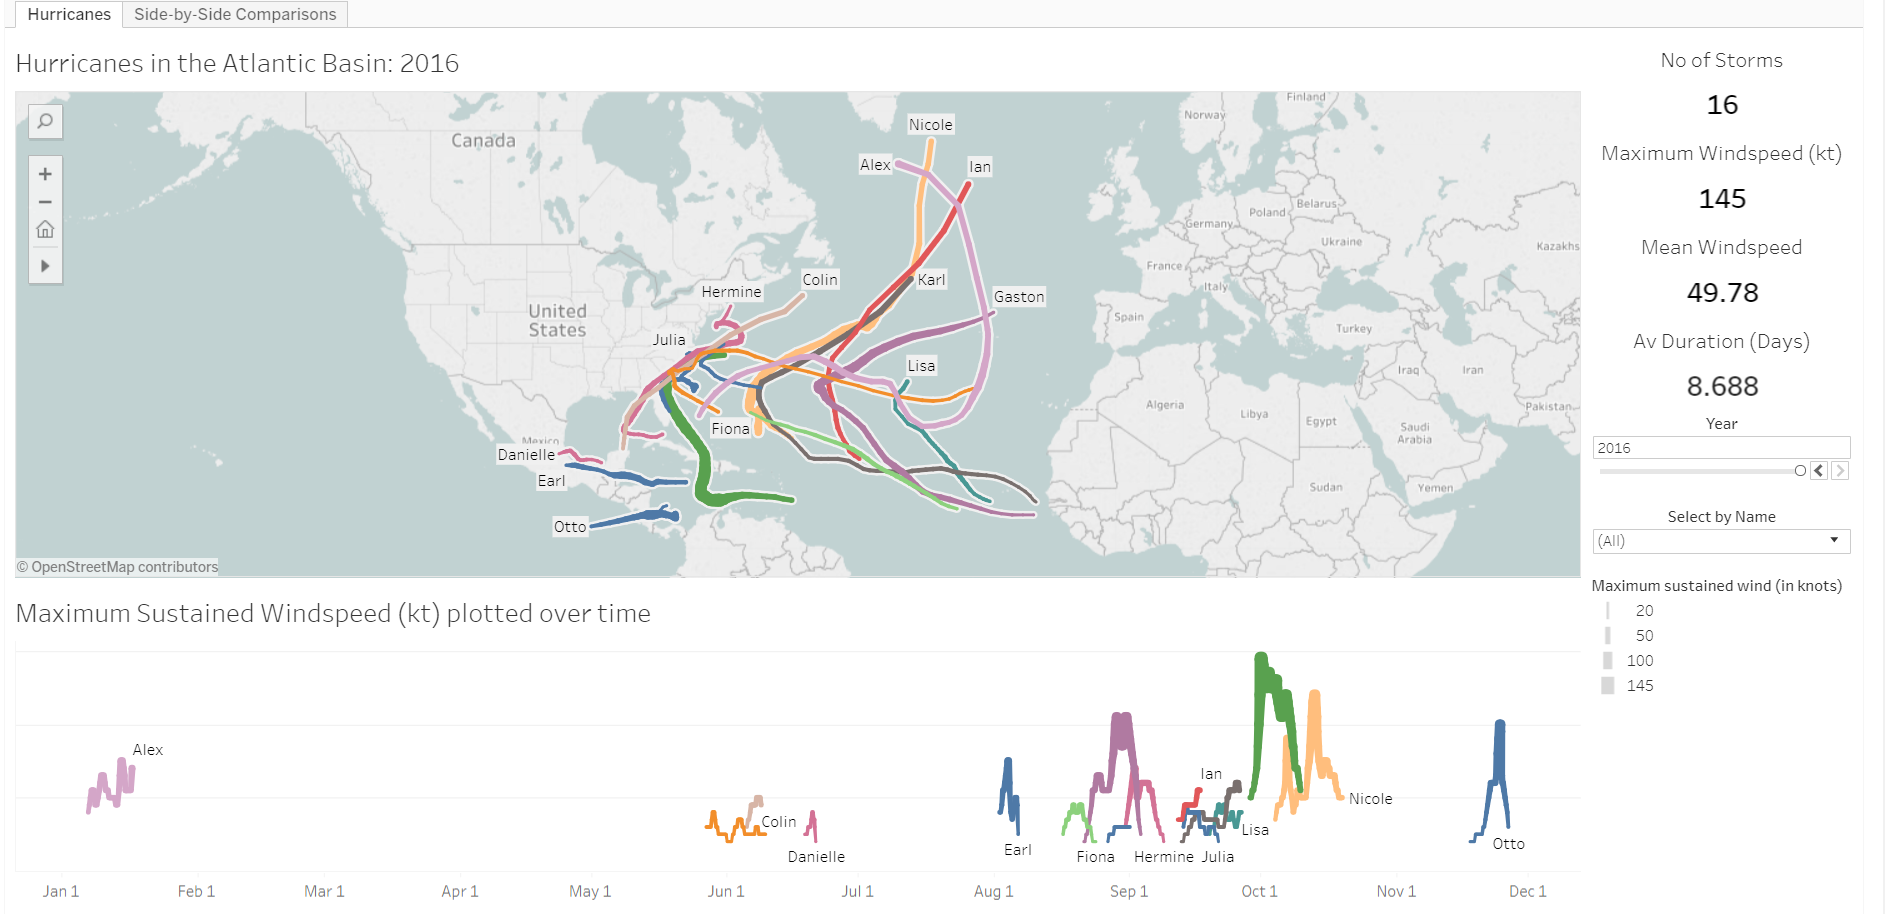 Hurricanes
Side-by-Side Comparisons
Hurricanes in the Atlantic Basin: 2016
Canada
United
States
Mexico
Finland
Norway
Belarus
Poland
Germany
Ukraine
Kazakhs
France
Italy
Spain
Turkey
Iraq
Iran
Pakistan
Algeria
Libya
Egypt
Saudi
Arabia
Sudan
Yemen
Nicole
Alex
Ian
Karl
Colin
Hermine
Gaston
Julia
Lisa
Fiona
Danielle
Earl
Otto
© OpenStreetMap contributors
No of Storms
16
Maximum Windspeed (kt)
145
Mean Windspeed
49.78
Av Duration (Days)
8.688
Year
2016
Select by Name
(All)
Maximum sustained wind (in knots)
20
50
100
145
Maximum Sustained Windspeed (kt) plotted over time
Alex
Colin
Danielle
Earl
Fiona
Hermine
Julia
Ian
Lisa
Nicole
Otto
Jan 1
Feb 1
Mar 1
Apr 1
May 1
Jun 1
Jul 1
Aug 1
Sep 1
Oct 1
Nov 1
Dec 1